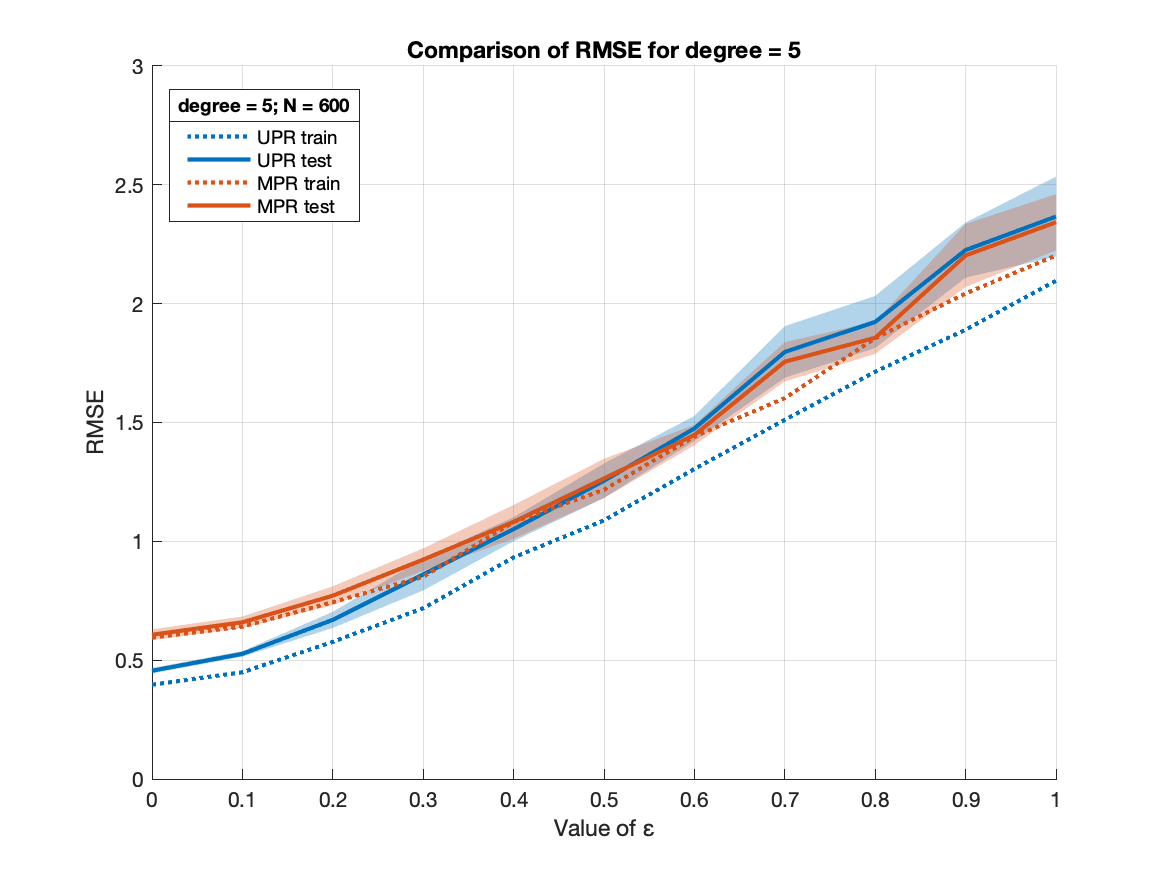 Comparison of RMSE for degree = 5
degree = 5; N = 600
UPR train
UPR test
MPR train
MPR test
RMSE
3
2.5
2
1.5
1
0.5
0
0 0.1 0.2 0.3 0.4 0.5 0.6 0.7 0.8 0.9 1
Value of ε